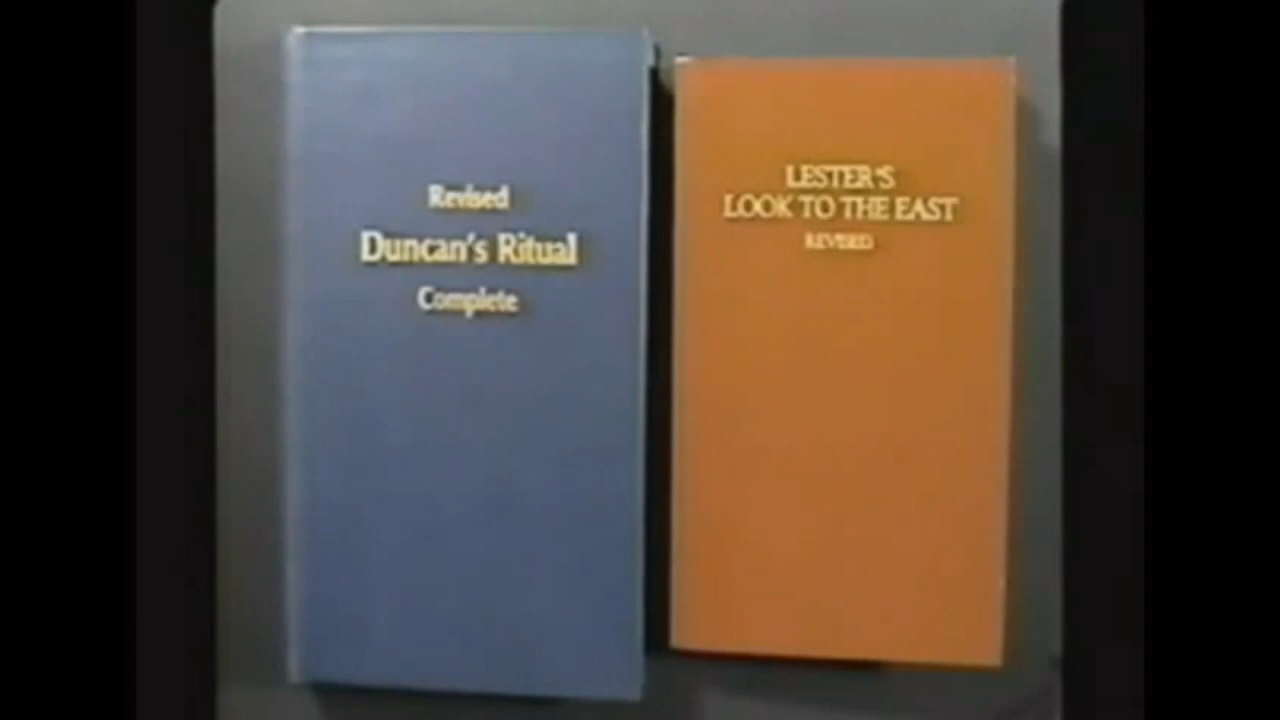 Revised
Duncan's Ritual
Complete
LESTER'S
LOOK TO THE EAST
REVISED